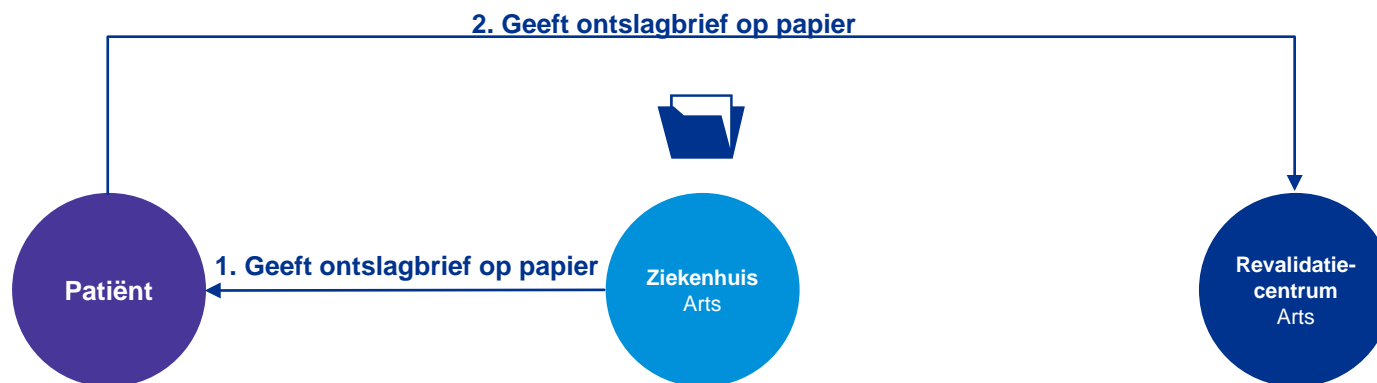 2. Geeft ontslagbrief op papier
1. Geeft ontslagbrief op papier
Patiënt
Ziekenhuis
Arts
Revalidatie-
centrum
Arts